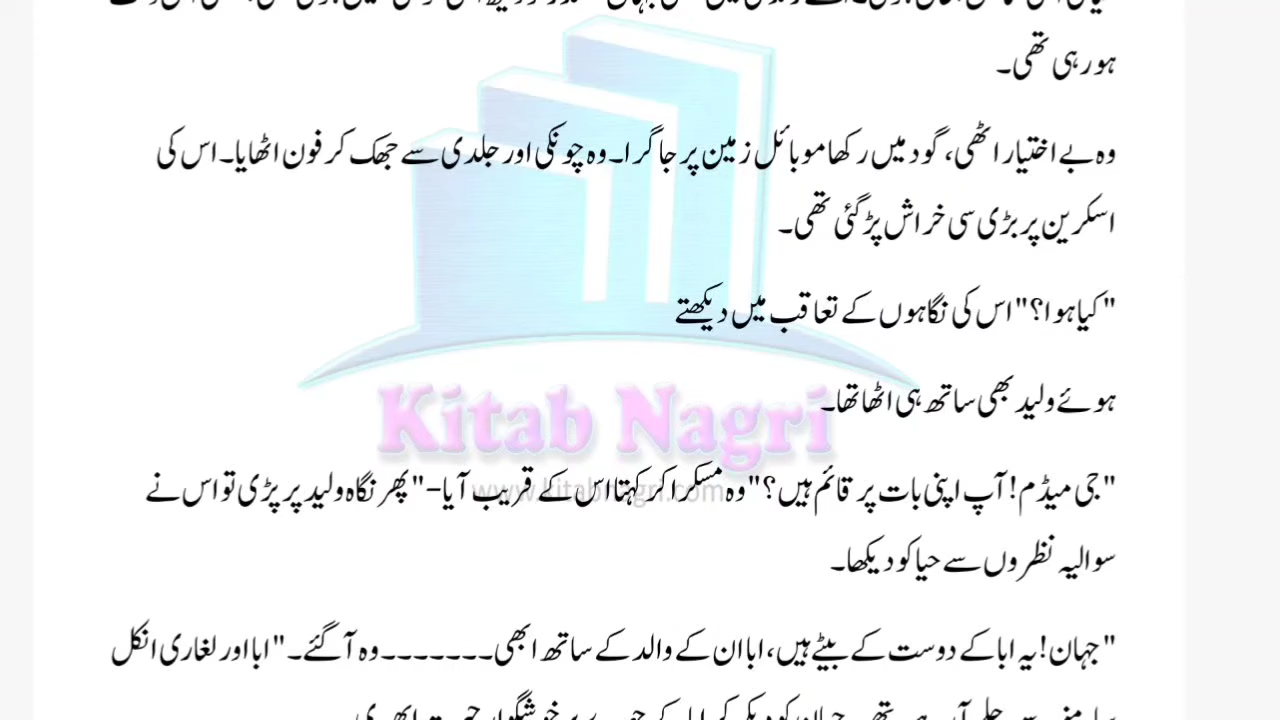 ہو رہی تھی۔
وہ بے اختیار اٹھی، گود میں رکھا موبائل زمین پر جا گرا۔ وہ چونکی اور جلدی سے جھک کر فون اٹھایا۔ اس کی
اسکرین پر بڑی سی خراش پڑ گئی تھی۔
"کیا ہوا؟" اس کی نگاہوں کے تعاقب میں دیکھتے
ہوئے ولید بھی ساتھ ہی اٹھا تھا۔
Kitab Nagri
"جی میڈم! آپ اپنی بات پر قائم ہیں؟" وہ مسکرا کر کہتا اس کے قریب آیا-" پھر نگاہ ولید پر پڑی تو اس نے
www.kitabnagri.com
سوالیہ نظروں سے حیا کو دیکھا۔
"جہان! یہ ابا کے دوست کے بیٹے ہیں، ابا ان کے والد کے ساتھ ابھی۔۔۔۔۔۔۔ وہ آ گئے۔" ابا اور لغاری انکل